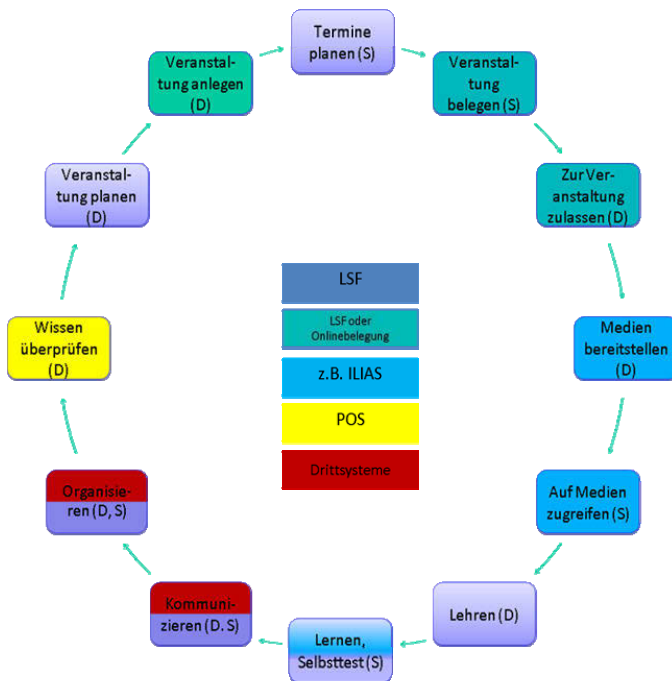 Termine
planen (S)
Veranstal-
tung
belegen (S)
Zur Ver-
anstaltung
zulassen (D)
Medien
bereitstellen
(D)
Auf Medien
zugreifen (S)
Lehren (D)
Lernen,
Selbsttest (S)
Kommuni-
zieren (D. S)
Organisie-
ren (D, S)
Wissen
überprüfen
(D)
Veranstal-
tung planen
(D)
Veranstal-
tung anlegen
(D)
LSF
LSF oder
Onlinebelegung
z.B. ILIAS
POS
Drittsysteme